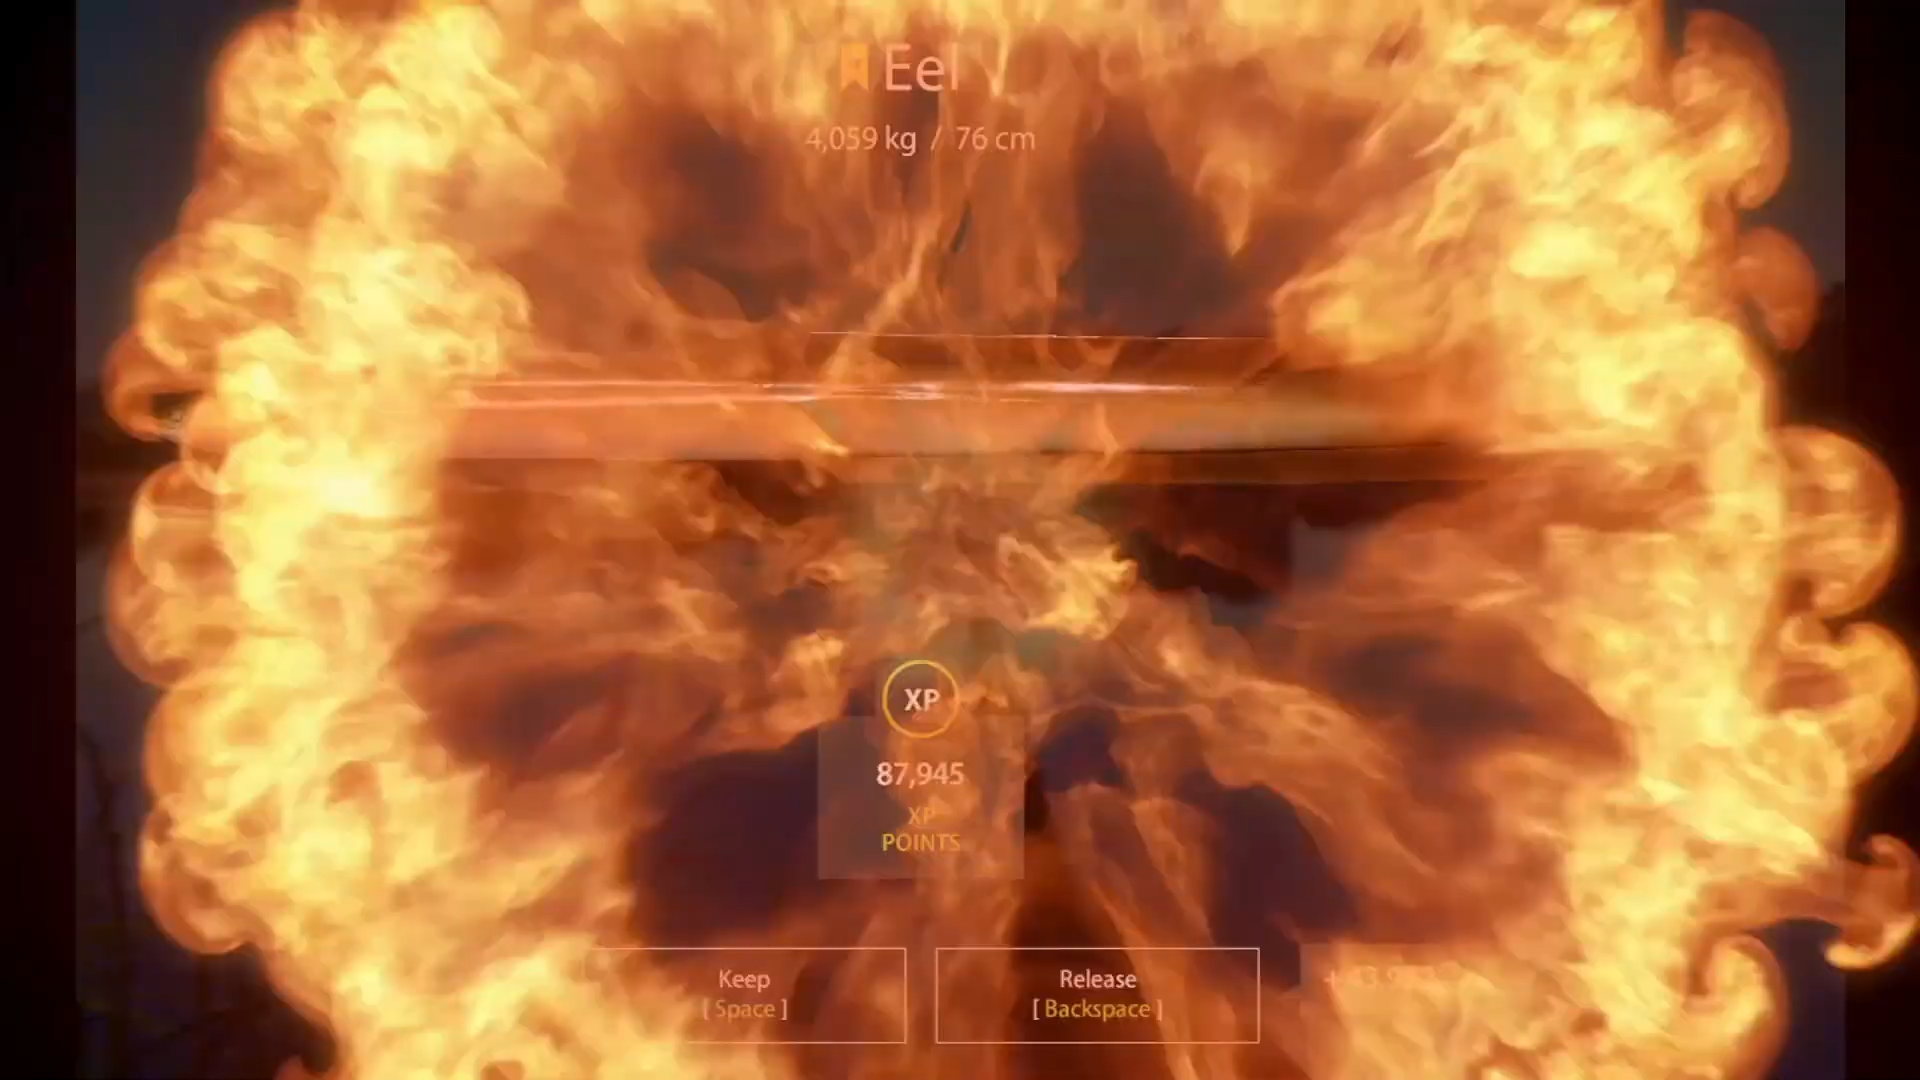 Eel
4,059 kg / 76 cm
XP
87,945
XP
POINTS
Keep
[ Space ]
Release
[ Backspace ]